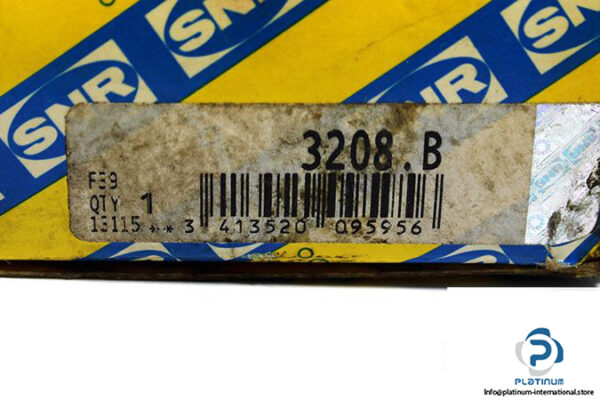 SNR
SNR
SNR
SNR
3208.B
F39
QTY 1
13115 ** 3 413520 095956
PLATINUM
Info@platinum-international.store